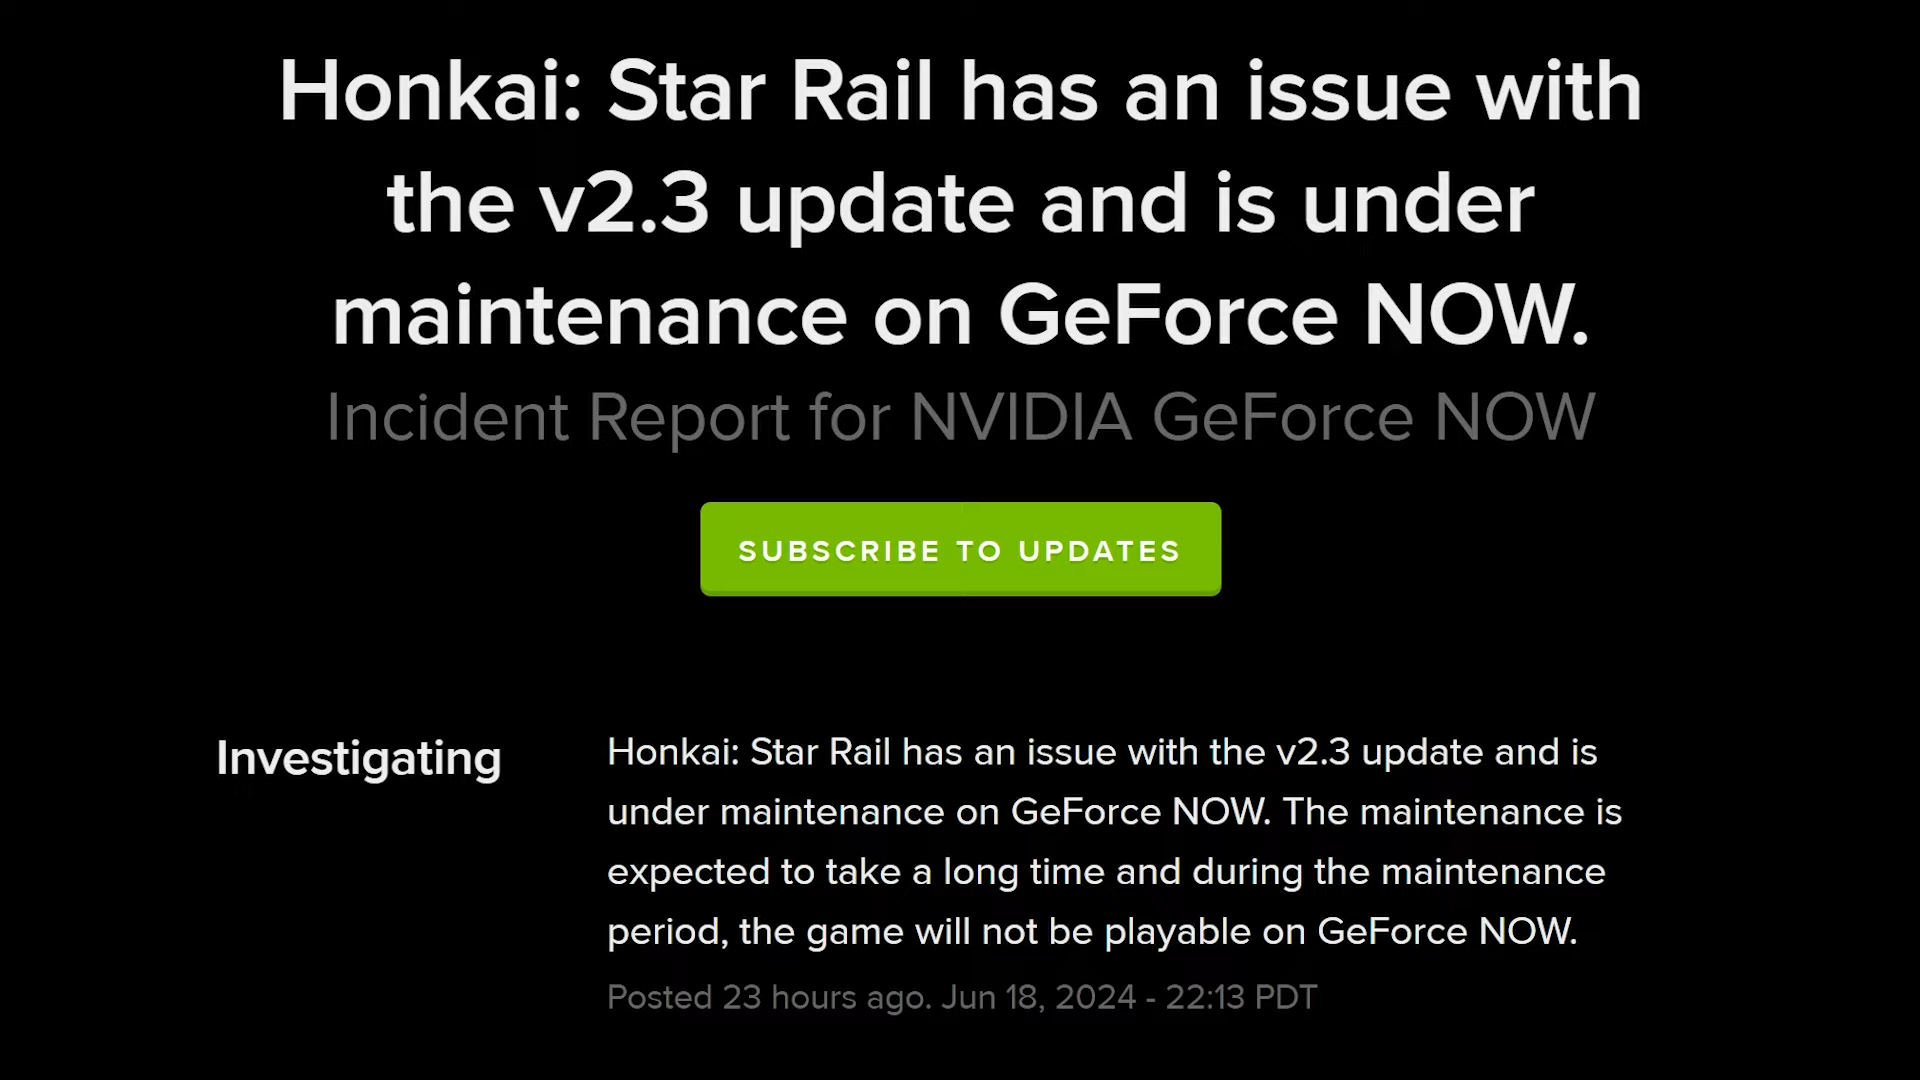 Honkai: Star Rail has an issue with
the v2.3 update and is under
maintenance on GeForce NOW.
Incident Report for NVIDIA GeForce NOW
SUBSCRIBE TO UPDATES
Investigating
Honkai: Star Rail has an issue with the v2.3 update and is
under maintenance on GeForce NOW. The maintenance is
expected to take a long time and during the maintenance
period, the game will not be playable on GeForce NOW.
Posted 23 hours ago. Jun 18, 2024 - 22:13 PDT